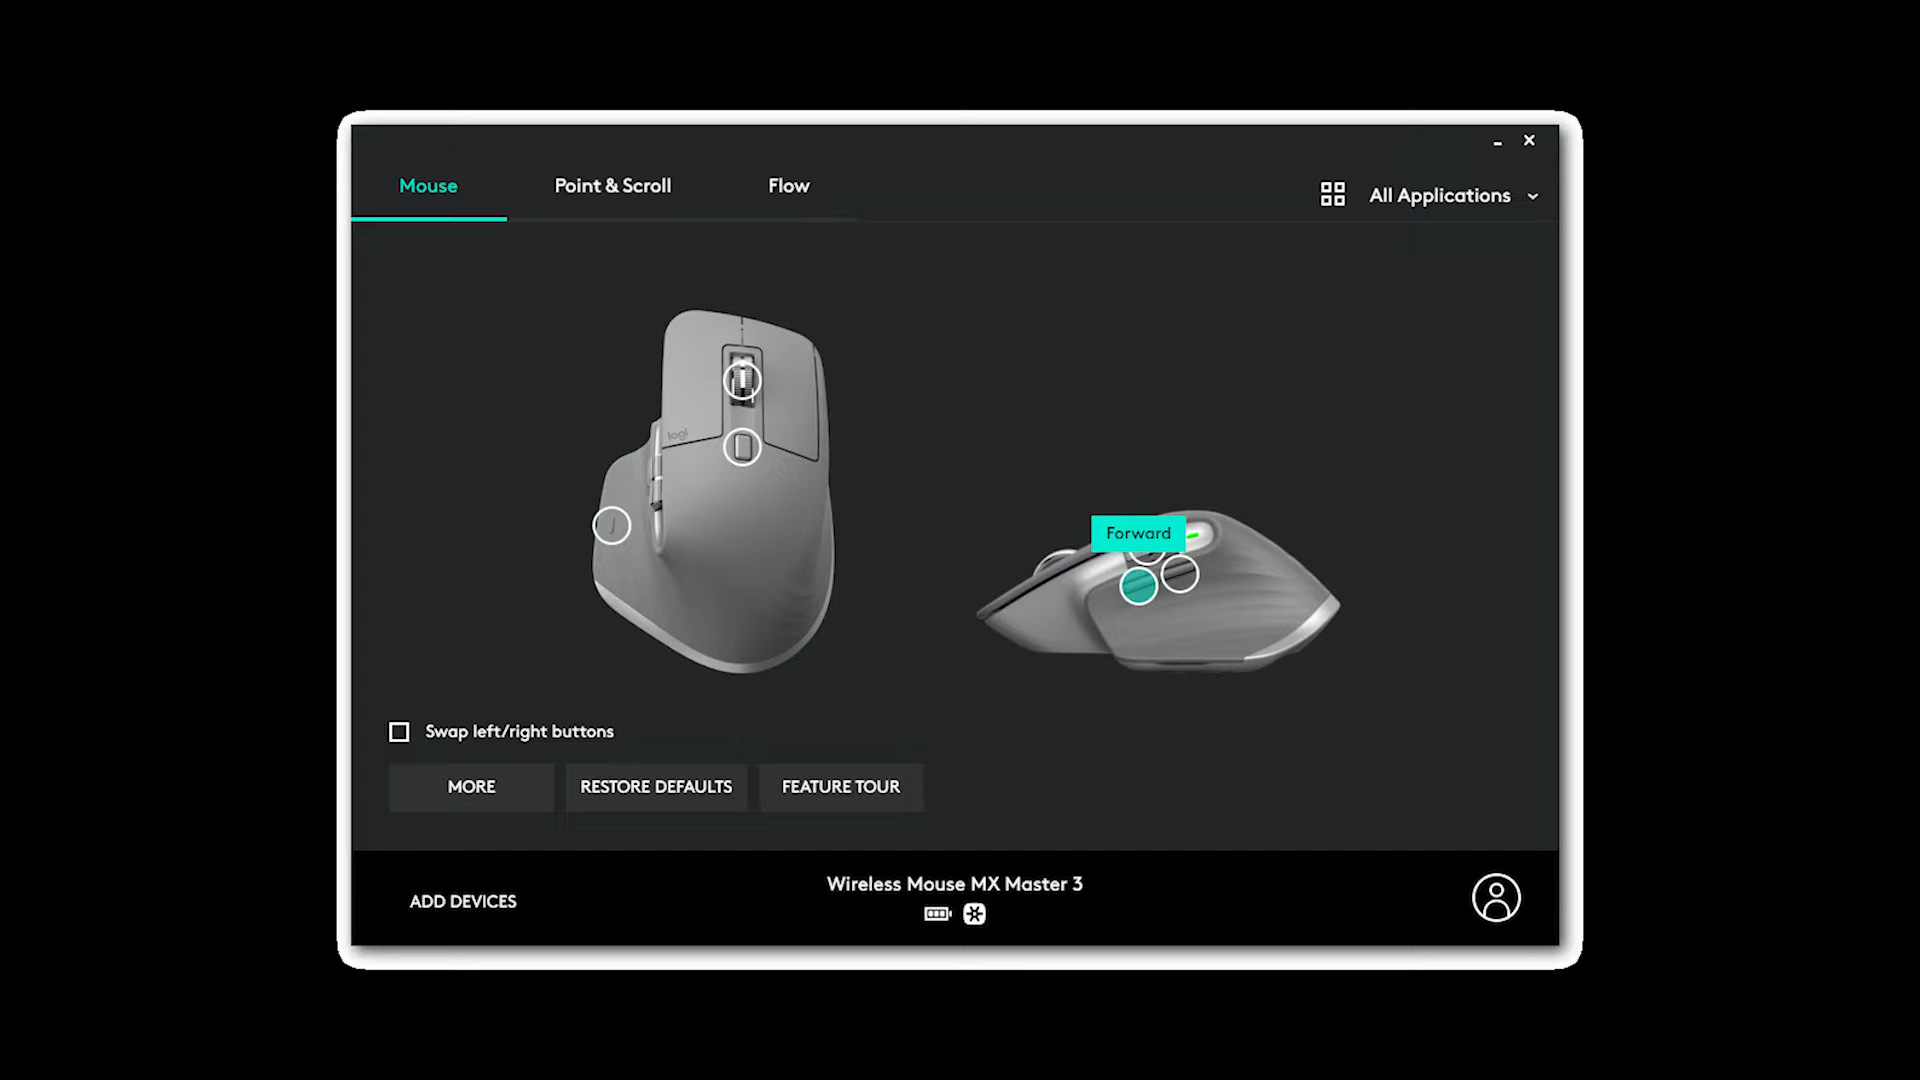 Mouse
Point & Scroll
Flow
All Applications
logi
Forward
Swap left/right buttons
MORE
RESTORE DEFAULTS
FEATURE TOUR
ADD DEVICES
Wireless Mouse MX Master 3